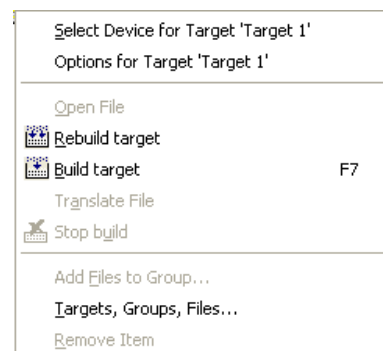 Select Device for Target 'Target 1'
Options for Target 'Target 1'
Open File
Rebuild target
Build target F7
Translate File
Stop build
Add Files to Group...
Targets, Groups, Files...
Remove Item